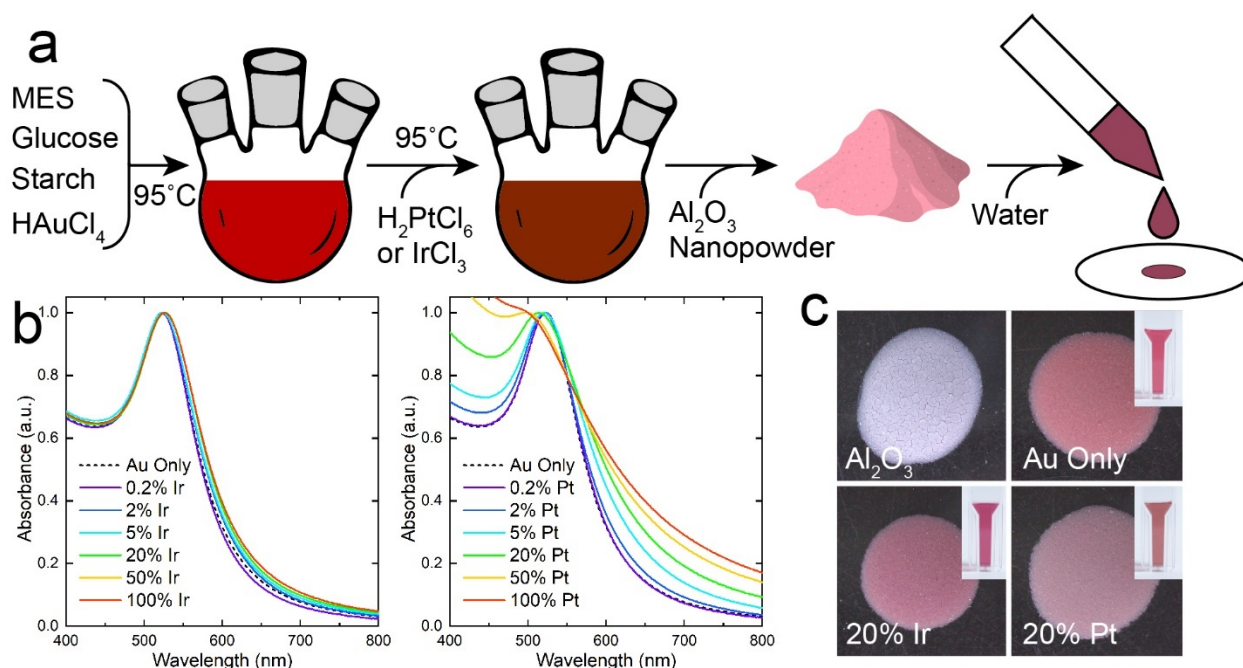 a
MES
Glucose
Starch
HAuCl₄
95°C
95°C
H₂PtCl₆
or IrCl₃
Al₂O₃
Nanopowder
Water
b
Absorbance (a.u.)
1.0
0.8
0.6
0.4
0.2
0.0
Au Only
0.2% Ir
2% Ir
5% Ir
20% Ir
50% Ir
100% Ir
400 500 600 700 800
Wavelength (nm)
Absorbance (a.u.)
1.0
0.8
0.6
0.4
0.2
0.0
Au Only
0.2% Pt
2% Pt
5% Pt
20% Pt
50% Pt
100% Pt
400 500 600 700 800
Wavelength (nm)
c
Al₂O₃
Au Only
20% Ir
20% Pt